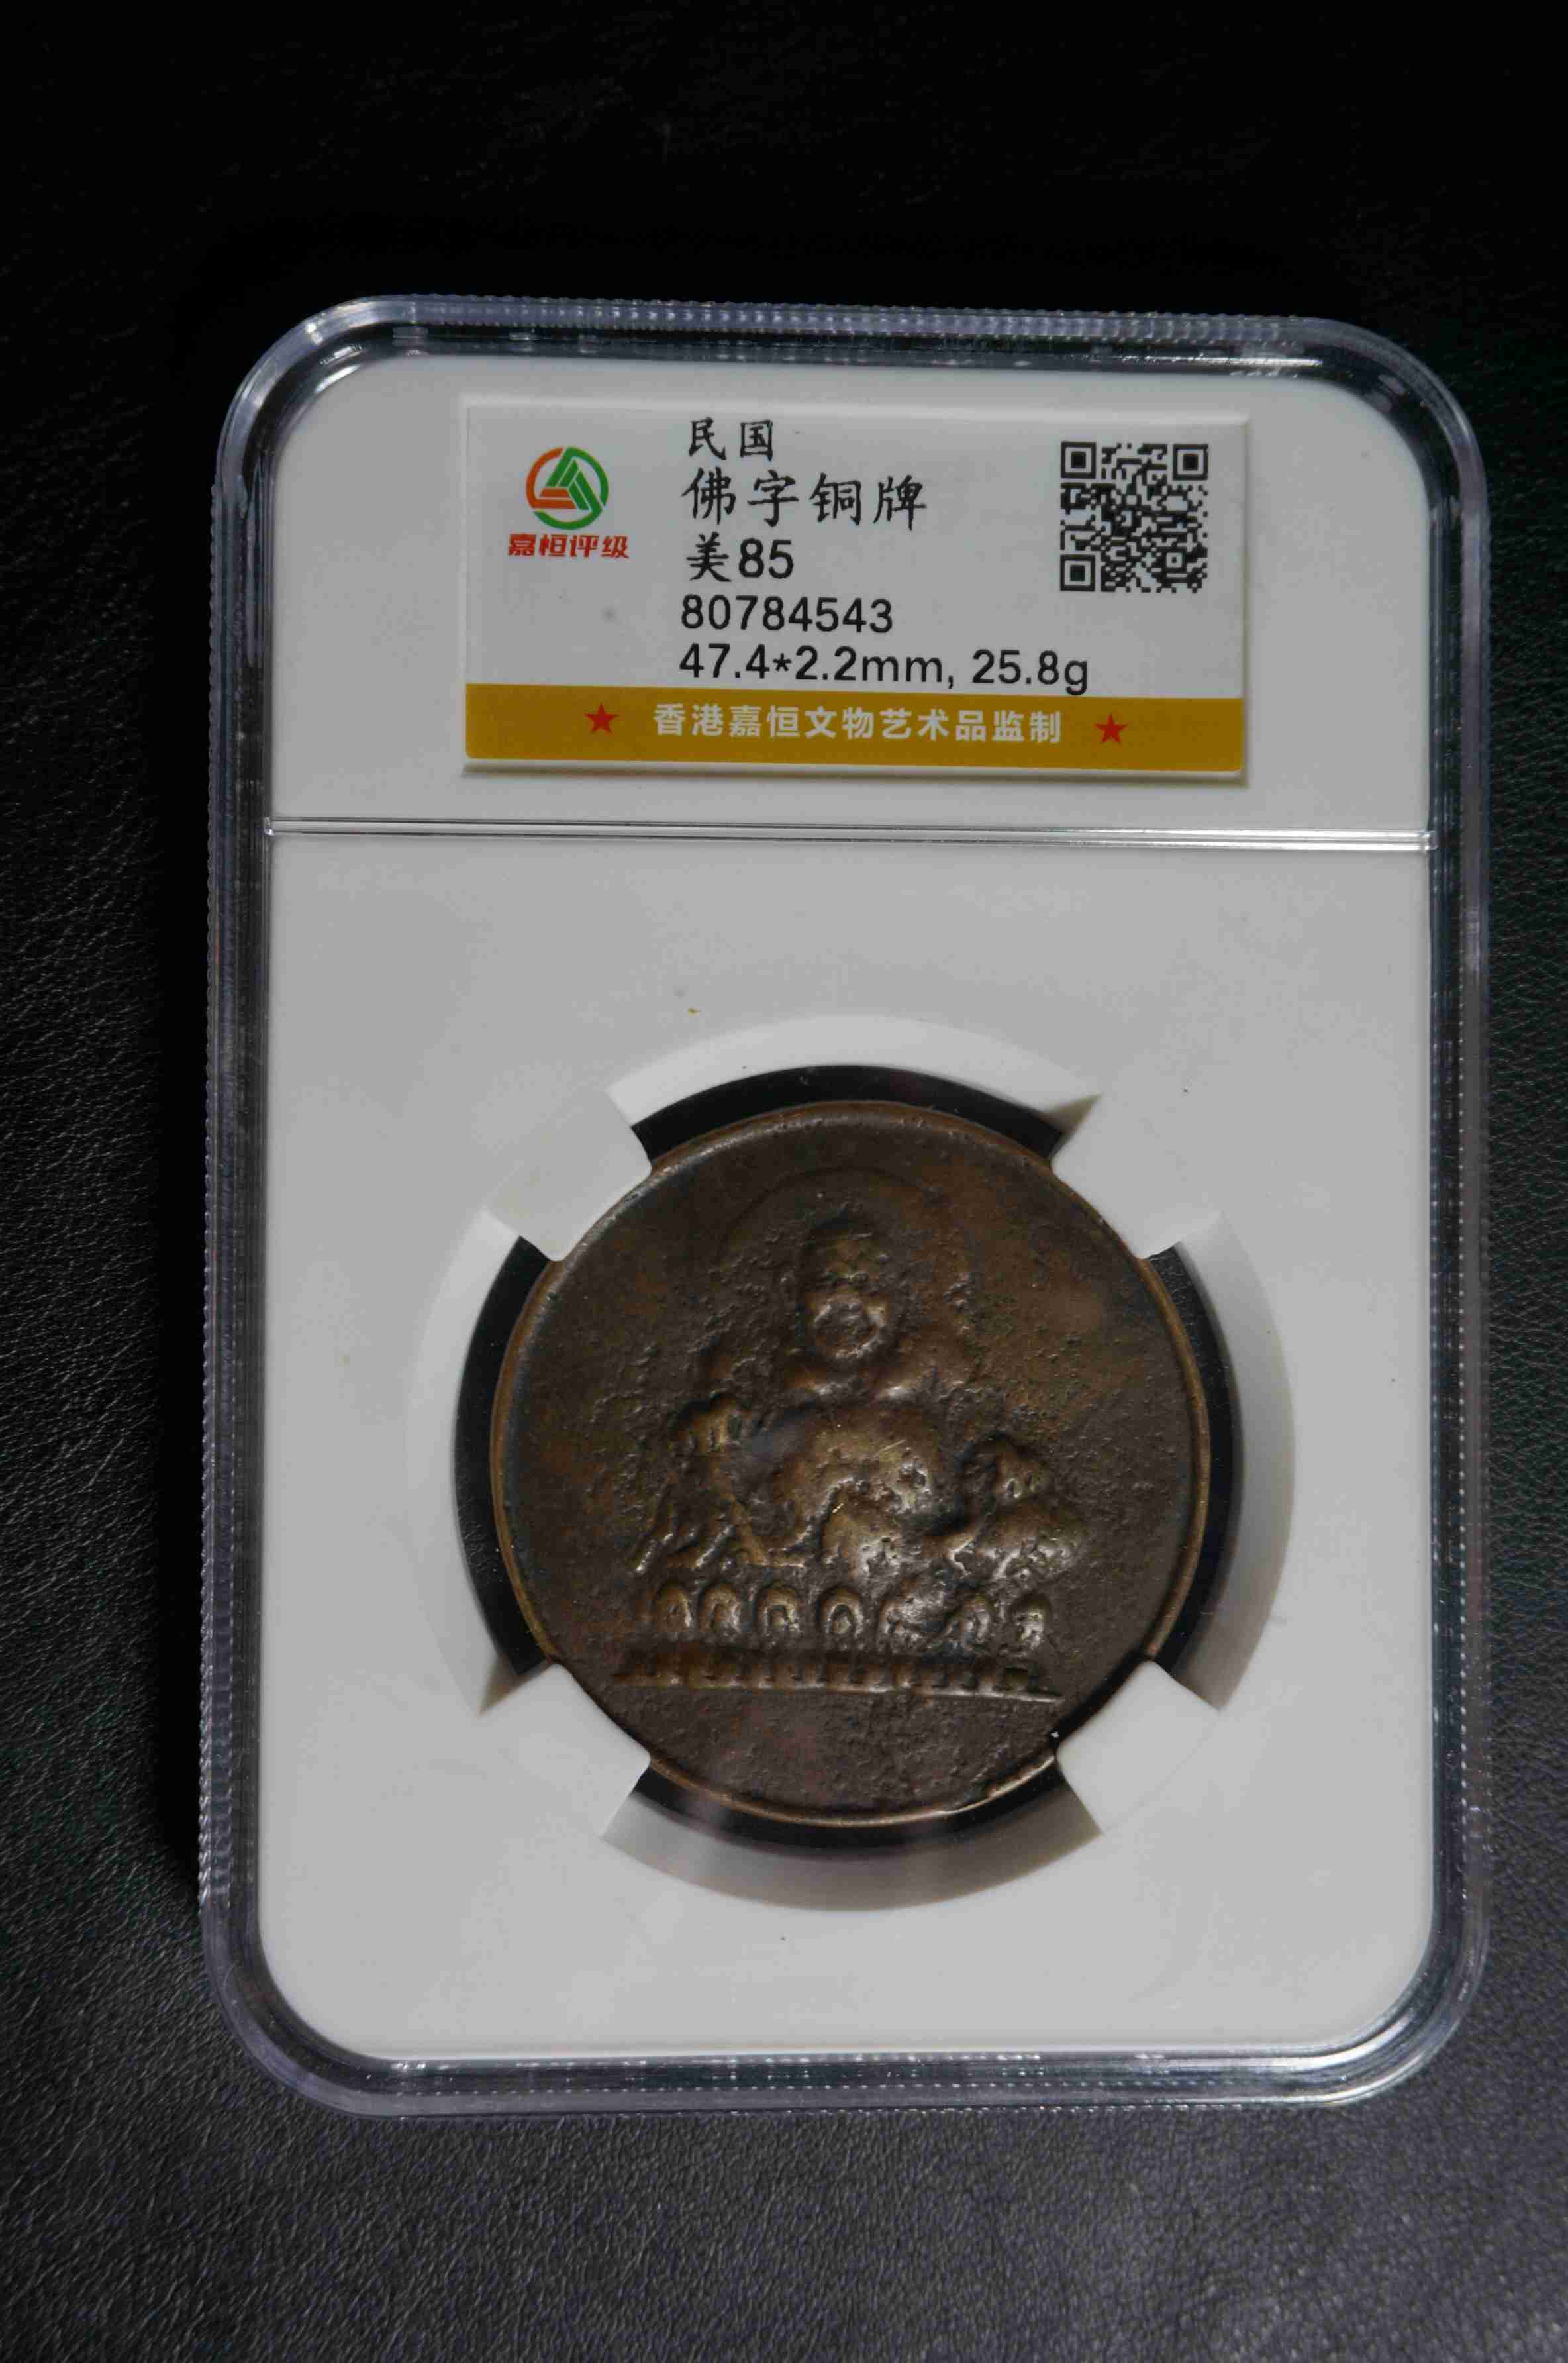 嘉恒评级
民国
佛字铜牌
美85
80784543
47.4*2.2mm, 25.8g
★ 香港嘉恒文物艺术品监制 ★